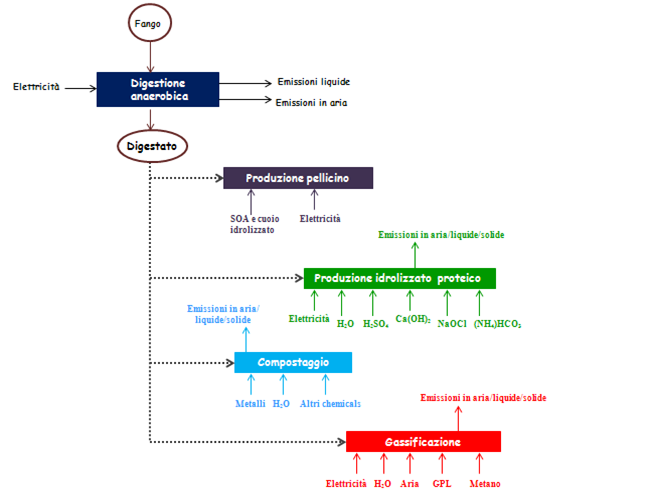 Fango
Elettricità
Digestione
anaerobica
Emissioni liquide
Emissioni in aria
Digestato
Produzione pellicino
SOA e cuoio
idrolizzato
Elettricità
Emissioni in aria/liquide/solide
Produzione idrolizzato proteico
Elettricità
H₂O
H₂SO₄
Ca(OH)₂
NaOCl
(NH₄)HCO₃
Emissioni in aria/
liquide/solide
Compostaggio
Metalli
H₂O
Altri chemicals
Emissioni in aria/liquide/solide
Gassificazione
Elettricità
H₂O
Aria
GPL
Metano